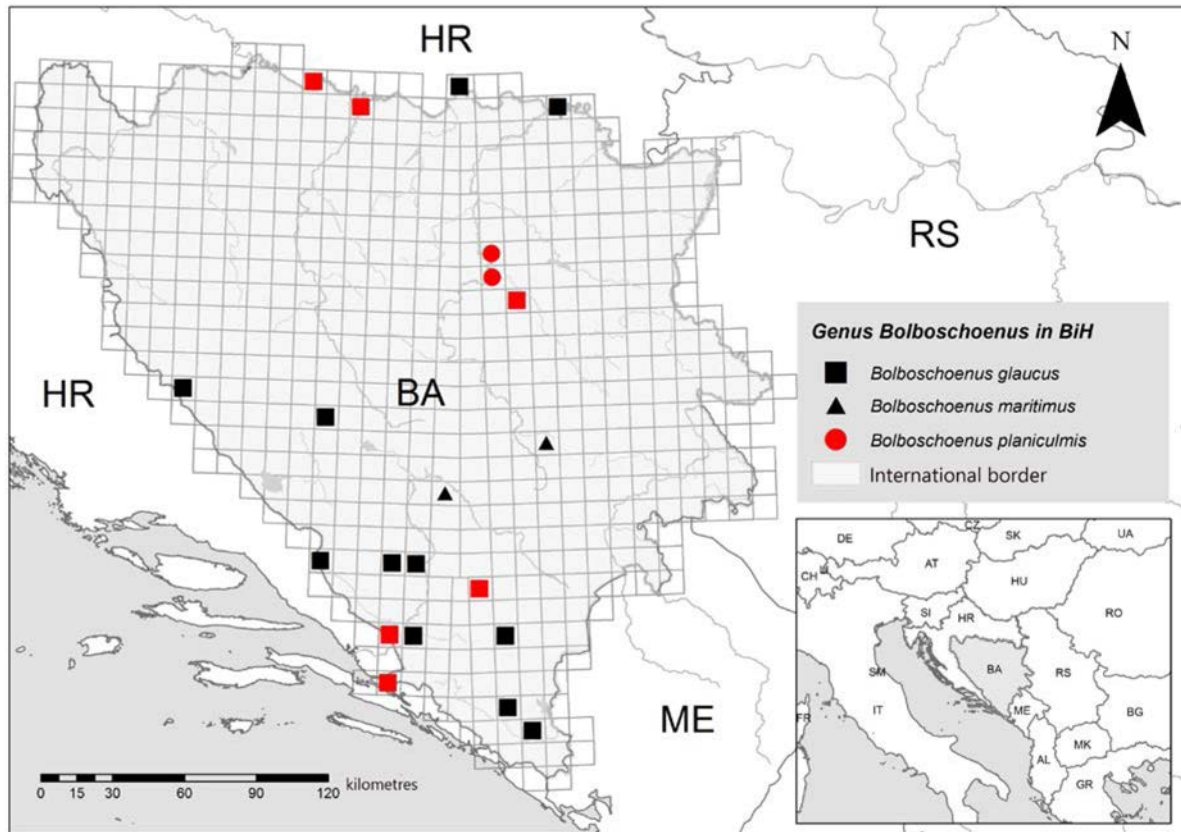 HR
N
RS
HR
BA
ME
Genus Bolboschoenus in BiH
Bolboschoenus glaucus
Bolboschoenus maritimus
Bolboschoenus planiculmis
International border
0 15 30 60 90 120 kilometres
DE
CZ
SK
UA
CH
LI
AT
HU
RO
SI
HR
BA
RS
SM
IT
FR
ME
BG
MK
AL
GR